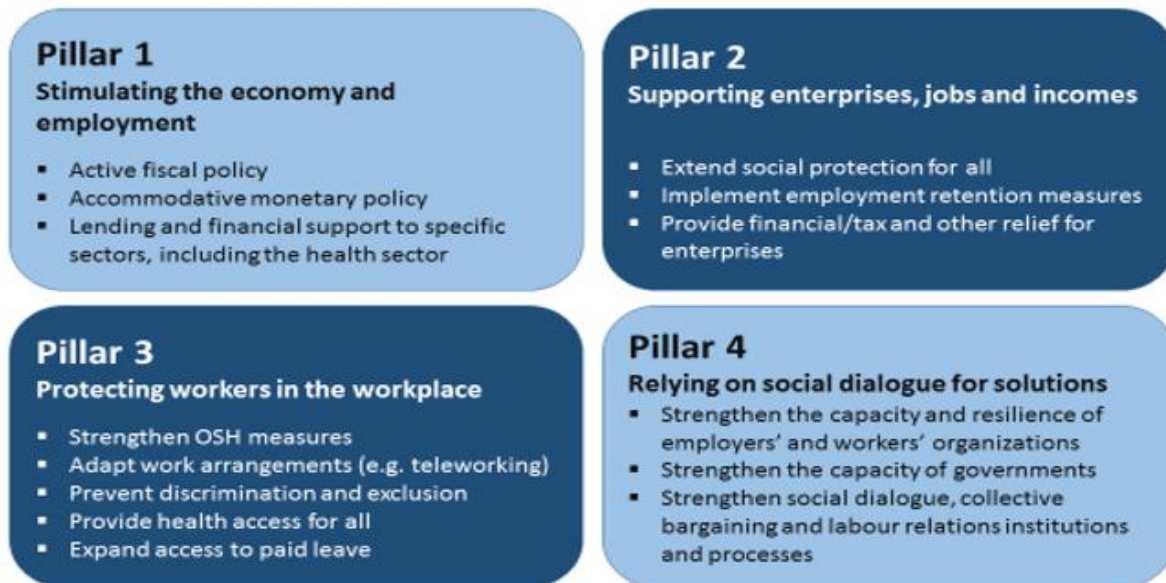 Pillar 1
Stimulating the economy and
employment
▪ Active fiscal policy
▪ Accommodative monetary policy
▪ Lending and financial support to specific
sectors, including the health sector
Pillar 2
Supporting enterprises, jobs and incomes
▪ Extend social protection for all
▪ Implement employment retention measures
▪ Provide financial/tax and other relief for
enterprises
Pillar 3
Protecting workers in the workplace
▪ Strengthen OSH measures
▪ Adapt work arrangements (e.g. teleworking)
▪ Prevent discrimination and exclusion
▪ Provide health access for all
▪ Expand access to paid leave
Pillar 4
Relying on social dialogue for solutions
▪ Strengthen the capacity and resilience of
employers’ and workers’ organizations
▪ Strengthen the capacity of governments
▪ Strengthen social dialogue, collective
bargaining and labour relations institutions
and processes